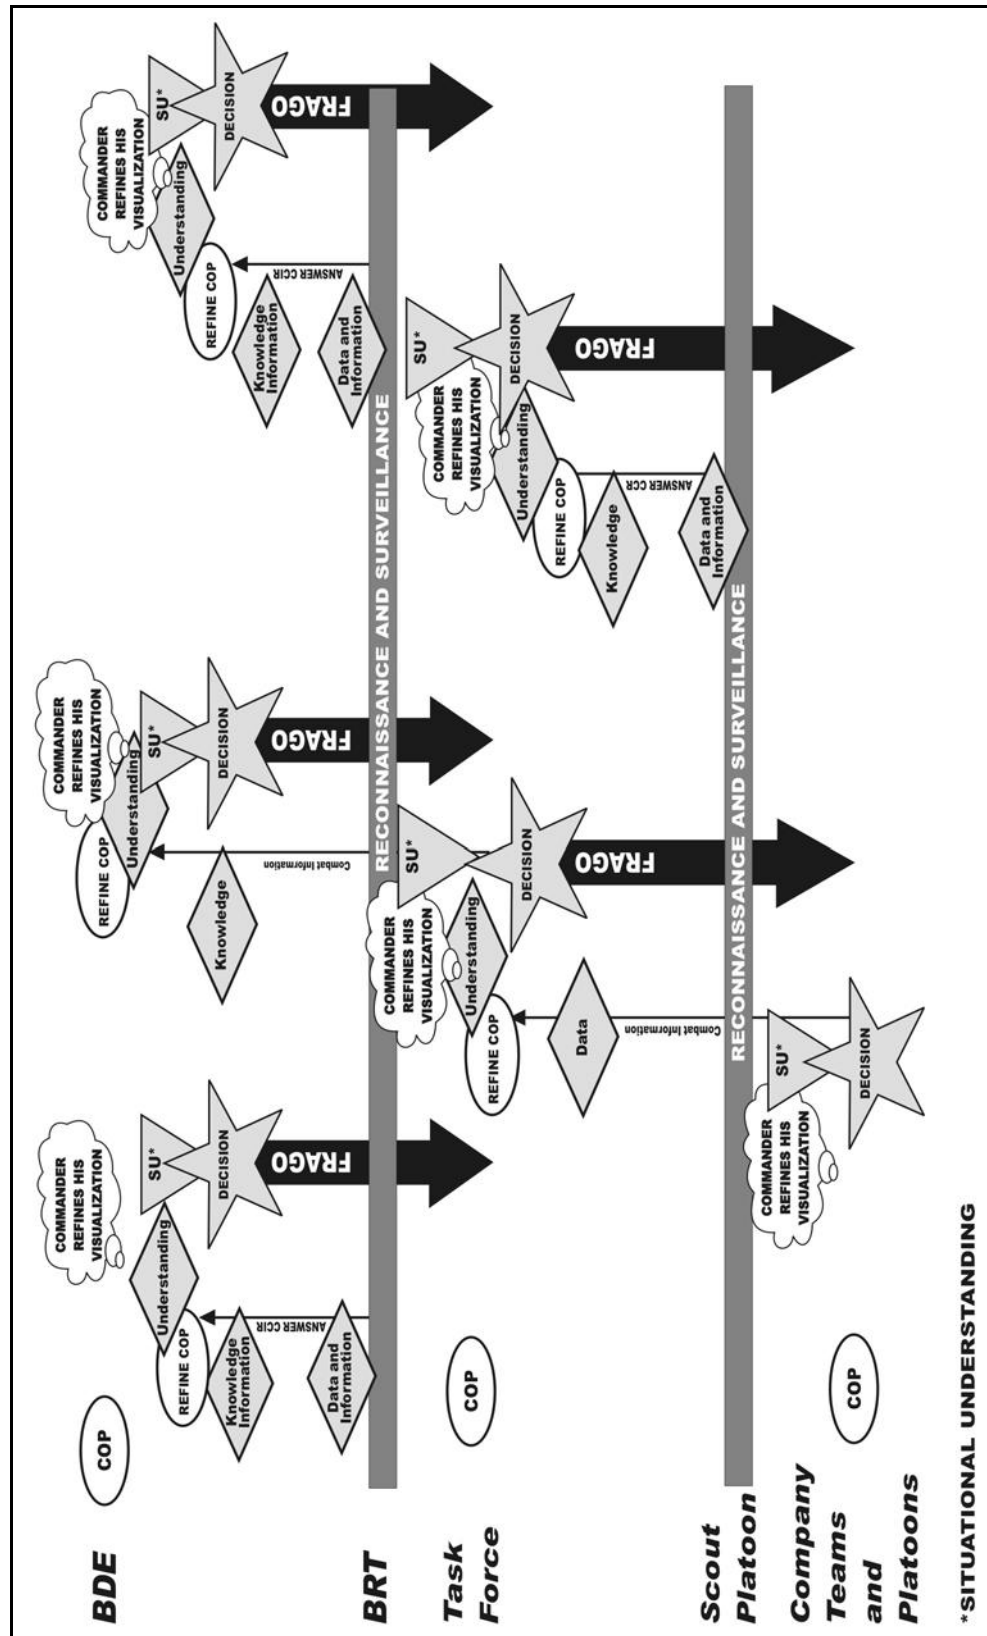 BDE
COP
Data and
Information
Knowledge
Information
ANSWER CCIR
REFINE COP
Understanding
COMMANDER
REFINES HIS
VISUALIZATION
SU*
DECISION
FRAGO
Knowledge
Combat Information
REFINE COP
Understanding
COMMANDER
REFINES HIS
VISUALIZATION
SU*
DECISION
FRAGO
Data and
Information
Knowledge
Information
ANSWER CCIR
REFINE COP
Understanding
COMMANDER
REFINES HIS
VISUALIZATION
SU*
DECISION
FRAGO
BRT
RECONNAISSANCE AND SURVEILLANCE
Task
Force
COP
Data
Combat Information
REFINE COP
Understanding
COMMANDER
REFINES HIS
VISUALIZATION
SU*
DECISION
FRAGO
Data and
Information
Knowledge
ANSWER CCR
REFINE COP
Understanding
COMMANDER
REFINES HIS
VISUALIZATION
SU*
DECISION
FRAGO
Scout
Platoon
RECONNAISSANCE AND SURVEILLANCE
Company
Teams
and
Platoons
COP
COMMANDER
REFINES HIS
VISUALIZATION
SU*
DECISION
*SITUATIONAL UNDERSTANDING